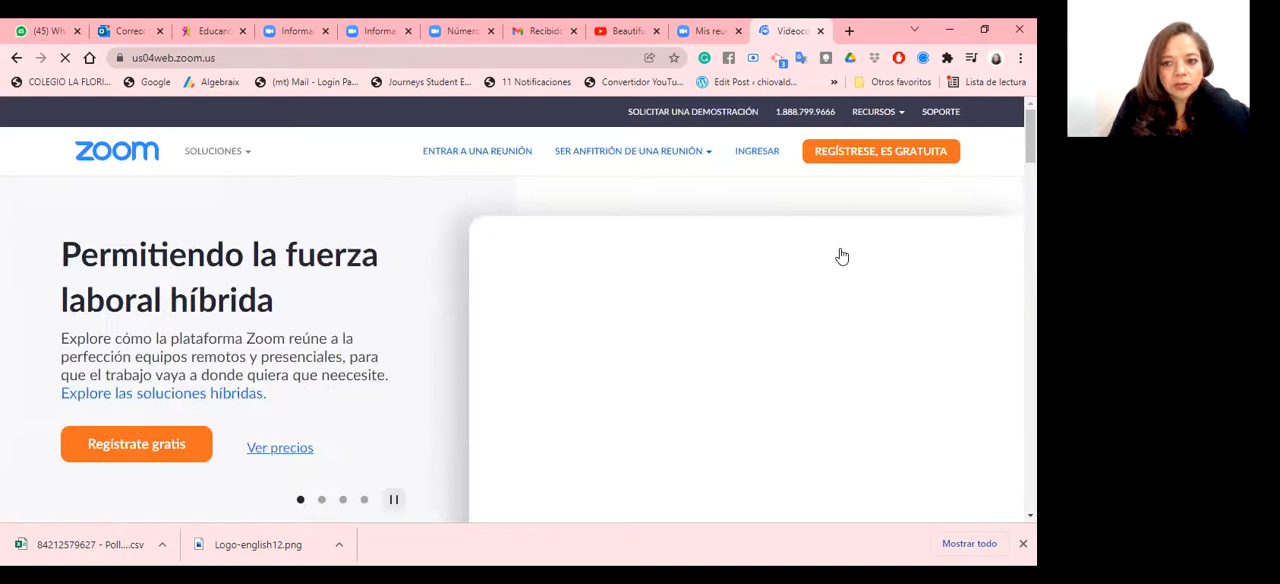 (45) Wh
Correo: (
Educan
Informa
Informa
Número
Recibido
Beautifu
Mis reu
Videoco
us04web.zoom.us
COLEGIO LA FLORI...
Google
Algebraix
(mt) Mail - Login Pa...
Journeys Student E...
11 Notificaciones
Convertidor YouTu...
Edit Post ‹ chiovald...
»
Otros favoritos
Lista de lectura
SOLICITAR UNA DEMOSTRACIÓN
1.888.799.9666
RECURSOS
SOPORTE
zoom
SOLUCIONES
ENTRAR A UNA REUNIÓN
SER ANFITRIÓN DE UNA REUNIÓN
INGRESAR
REGÍSTRESE, ES GRATUITA
Permitiendo la fuerza
laboral híbrida
Explore cómo la plataforma Zoom reúne a la
perfección equipos remotos y presenciales, para
que el trabajo vaya a donde quiera que neecesite.
Explore las soluciones híbridas.
Regístrate gratis
Ver precios
84212579627 - Poll....csv
Logo-english12.png
Mostrar todo